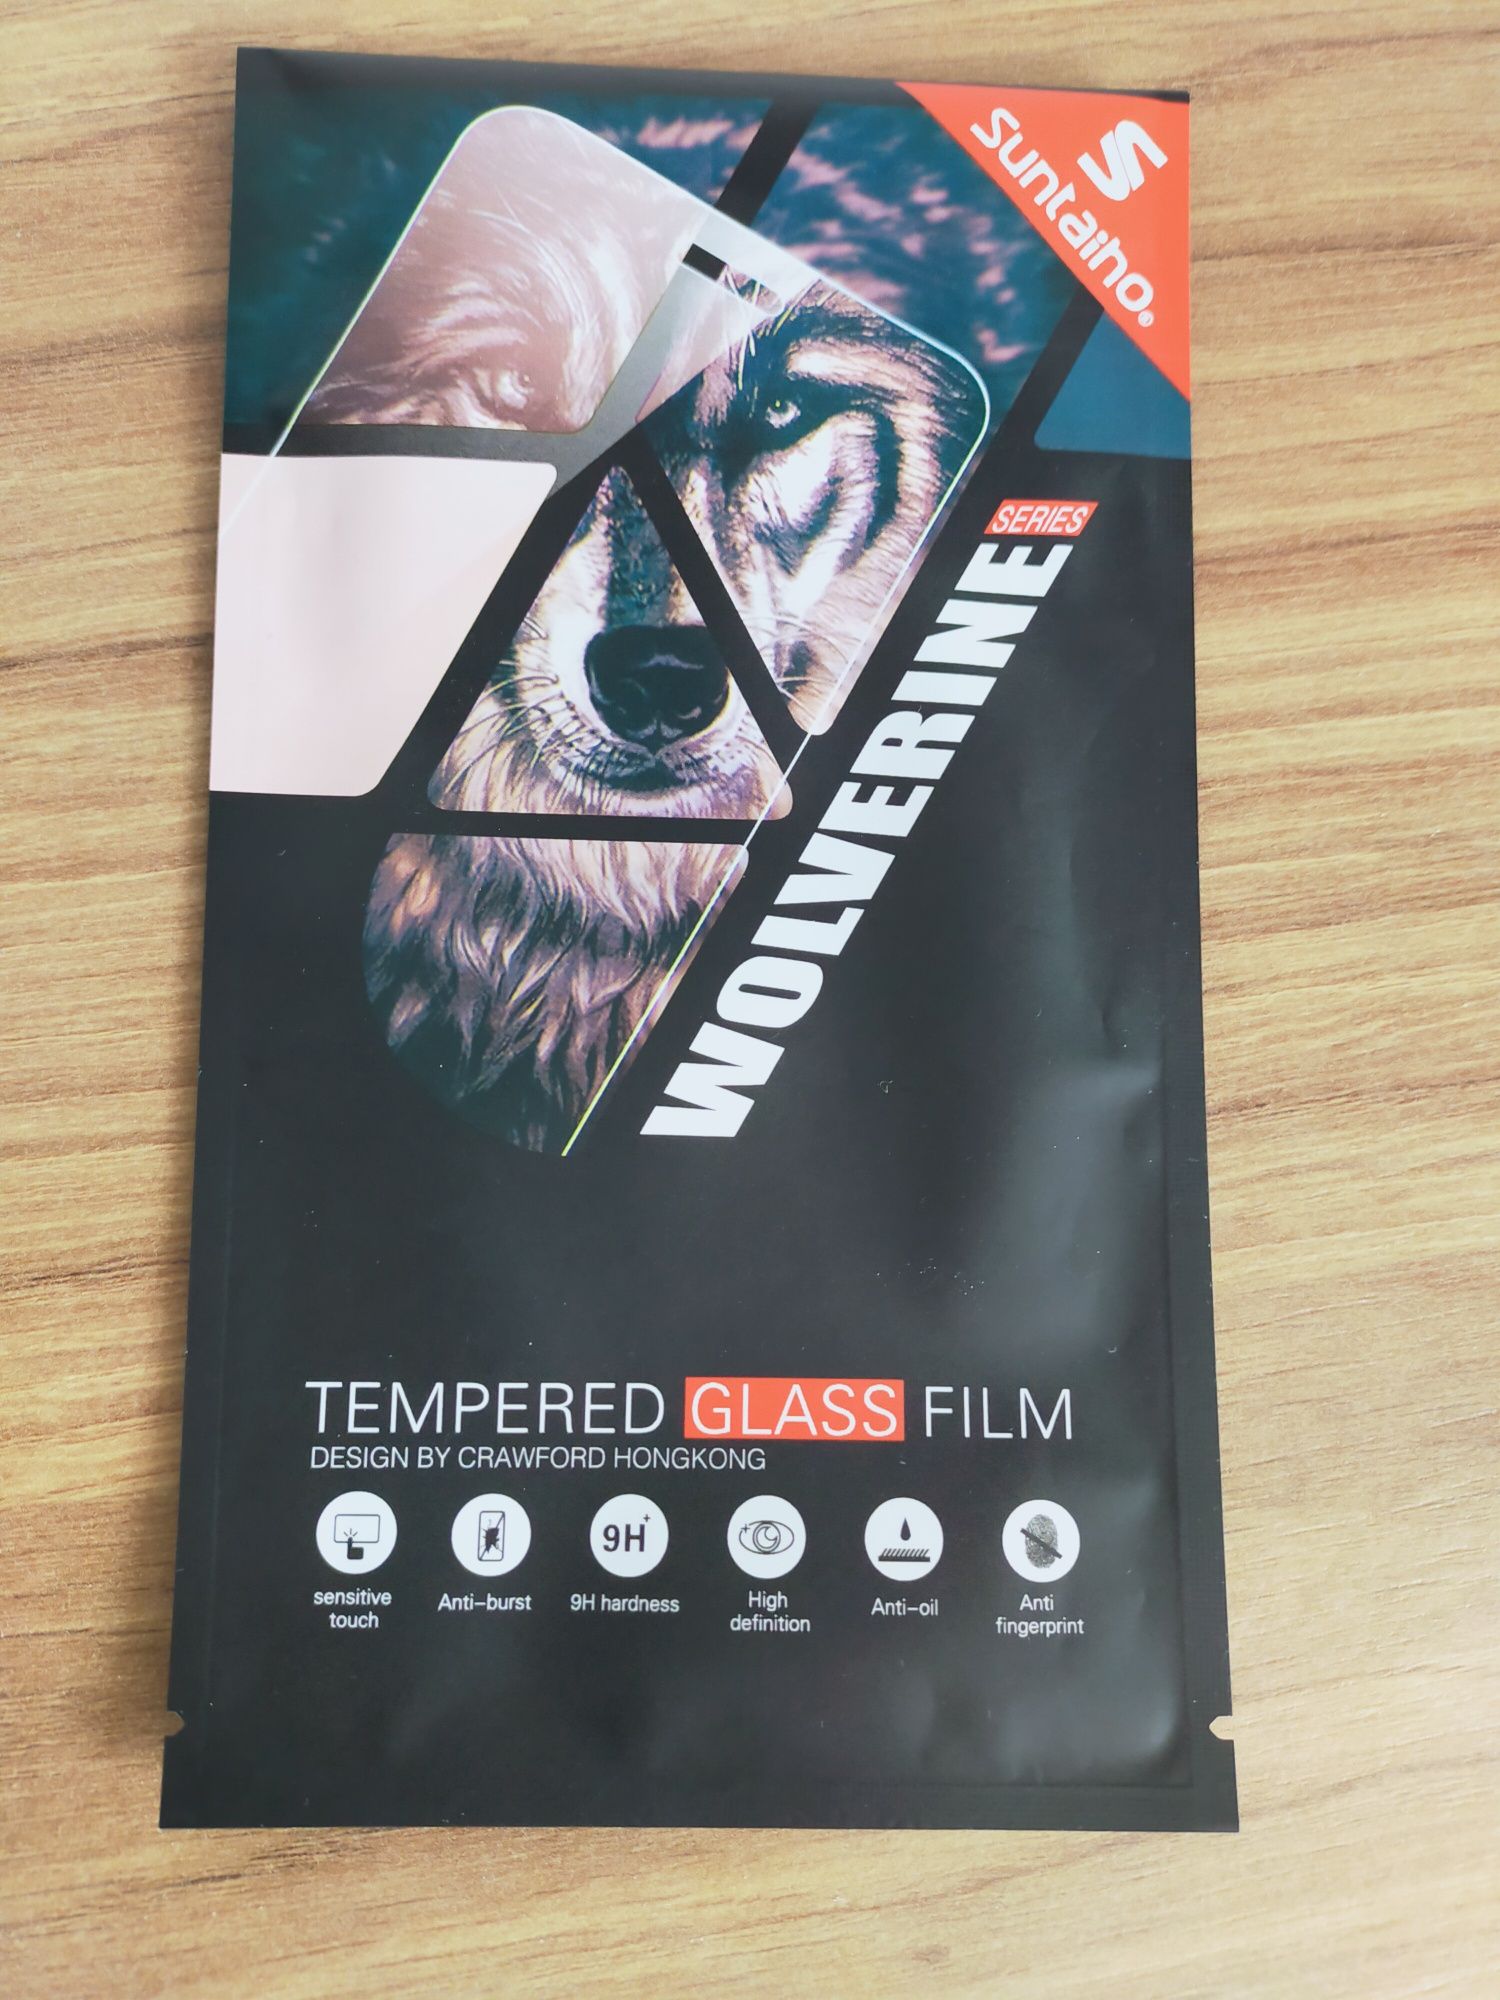 Suntaiho®
SERIES
WOLVERINE
TEMPERED GLASS FILM
DESIGN BY CRAWFORD HONGKONG
9H+
sensitive
touch
Anti-burst
9H hardness
High
definition
Anti-oil
Anti
fingerprint